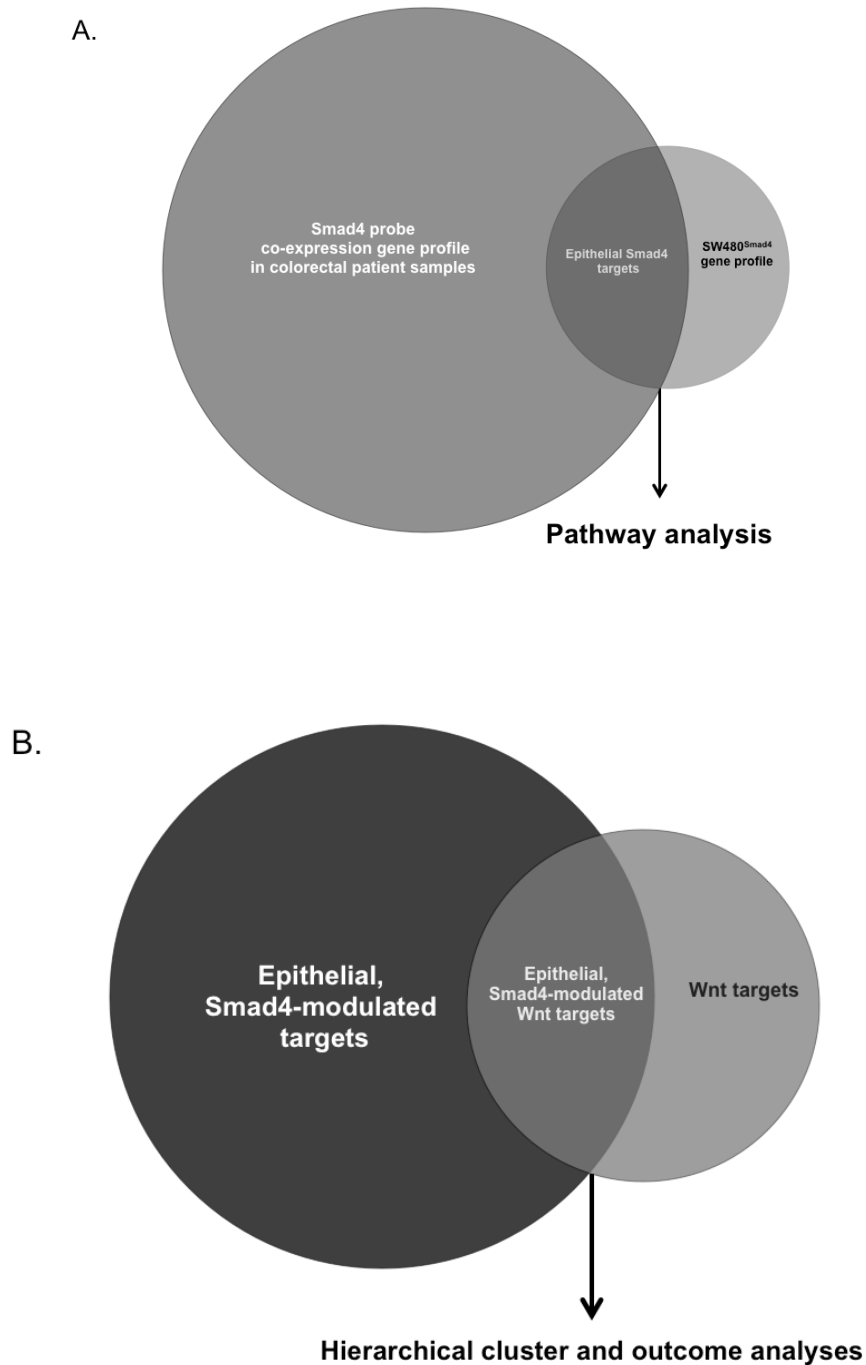 A.
Smad4 probe
co-expression gene profile
in colorectal patient samples
Epithelial Smad4
targets
SW480Smad4
gene profile
Pathway analysis
B.
Epithelial,
Smad4-modulated
targets
Epithelial,
Smad4-modulated
Wnt targets
Wnt targets
Hierarchical cluster and outcome analyses